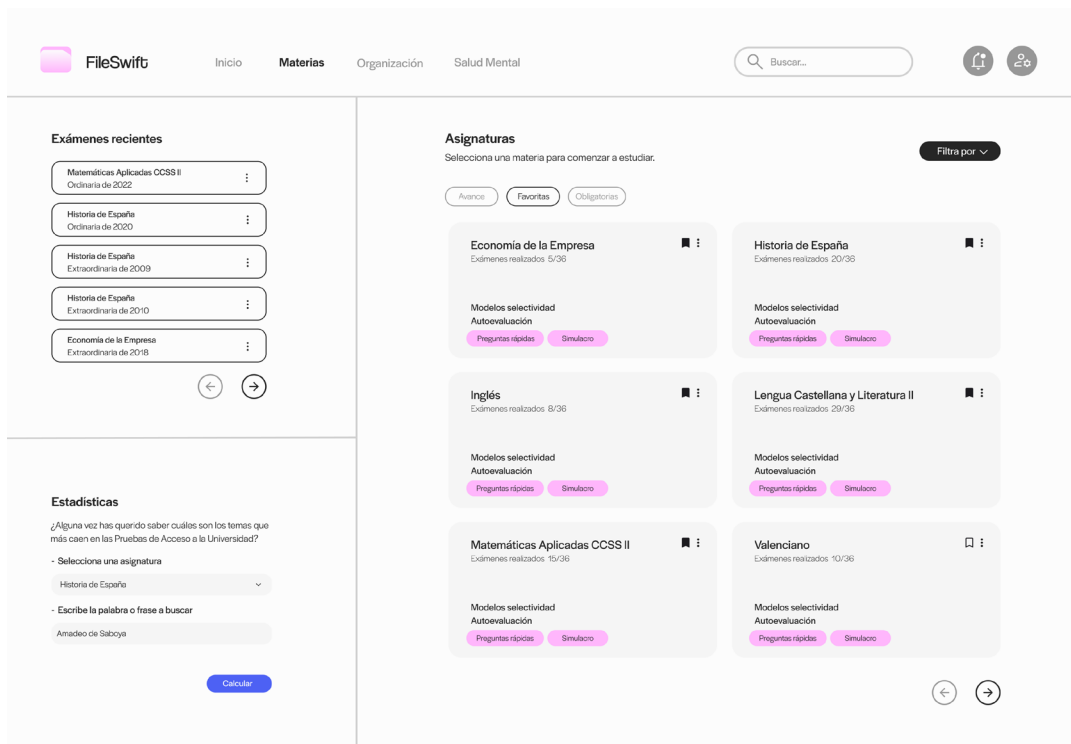 FileSwift
Inicio
Materias
Organización
Salud Mental
Buscar...
Exámenes recientes
Matemáticas Aplicadas CCSS II
Ordinaria de 2022
Historia de España
Ordinaria de 2020
Historia de España
Extraordinaria de 2009
Historia de España
Extraordinaria de 2010
Economía de la Empresa
Extraordinaria de 2018
Estadísticas
¿Alguna vez has querido saber cuáles son los temas que
más caen en las Pruebas de Acceso a la Universidad?
- Selecciona una asignatura
Historia de España
- Escribe la palabra o frase a buscar
Amadeo de Saboya
Calcular
Asignaturas
Selecciona una materia para comenzar a estudiar.
Filtra por
Avance
Favoritas
Obligatorias
Economía de la Empresa
Exámenes realizados 5/36
Modelos selectividad
Autoevaluación
Preguntas rápidas
Simulacro
Historia de España
Exámenes realizados 20/36
Modelos selectividad
Autoevaluación
Preguntas rápidas
Simulacro
Inglés
Exámenes realizados 8/36
Modelos selectividad
Autoevaluación
Preguntas rápidas
Simulacro
Lengua Castellana y Literatura II
Exámenes realizados 29/36
Modelos selectividad
Autoevaluación
Preguntas rápidas
Simulacro
Matemáticas Aplicadas CCSS II
Exámenes realizados 15/36
Modelos selectividad
Autoevaluación
Preguntas rápidas
Simulacro
Valenciano
Exámenes realizados 10/36
Modelos selectividad
Autoevaluación
Preguntas rápidas
Simulacro